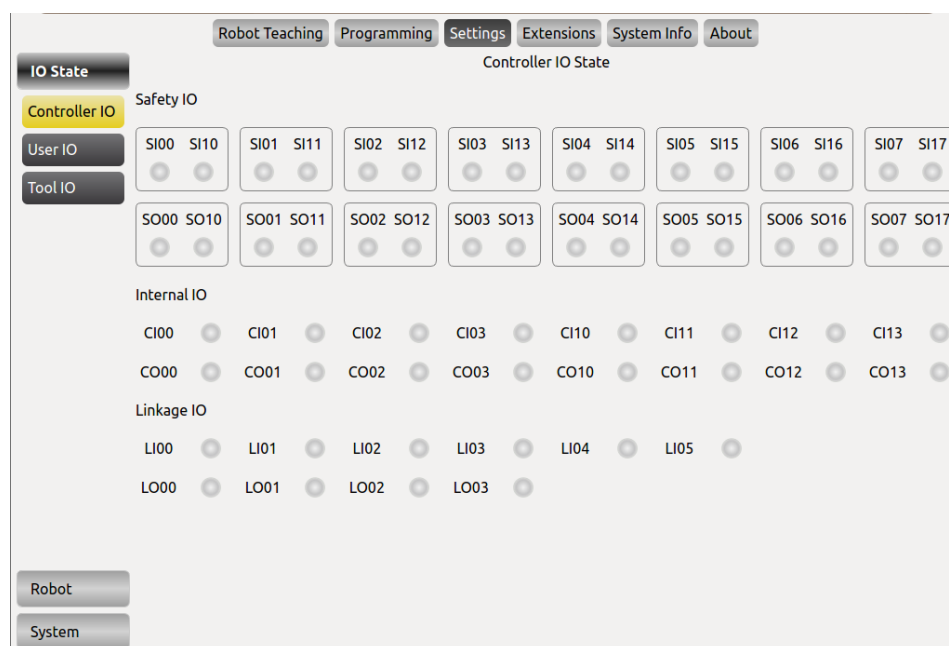 Robot Teaching Programming Settings Extensions System Info About
IO State
Controller IO State
Controller IO
Safety IO
User IO
SI00 SI10 SI01 SI11 SI02 SI12 SI03 SI13 SI04 SI14 SI05 SI15 SI06 SI16 SI07 SI17
Tool IO
SO00 SO10 SO01 SO11 SO02 SO12 SO03 SO13 SO04 SO14 SO05 SO15 SO06 SO16 SO07 SO17
Internal IO
CI00 CI01 CI02 CI03 CI10 CI11 CI12 CI13
CO00 CO01 CO02 CO03 CO10 CO11 CO12 CO13
Linkage IO
LI00 LI01 LI02 LI03 LI04 LI05
LO00 LO01 LO02 LO03
Robot
System